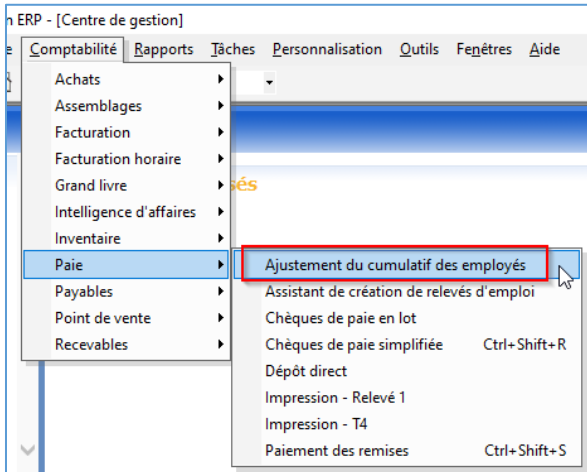 n ERP - [Centre de gestion]
e Comptabilité Rapports Tâches Personnalisation Outils Fenêtres Aide
Achats
Assemblages
Facturation
Facturation horaire
Grand livre
sés
Intelligence d'affaires
Inventaire
Paie
Ajustement du cumulatif des employés
Payables
Assistant de création de relevés d'emploi
Point de vente
Chèques de paie en lot
Recevables
Chèques de paie simplifiée Ctrl+Shift+R
Dépôt direct
Impression - Relevé 1
Impression - T4
Paiement des remises Ctrl+Shift+S